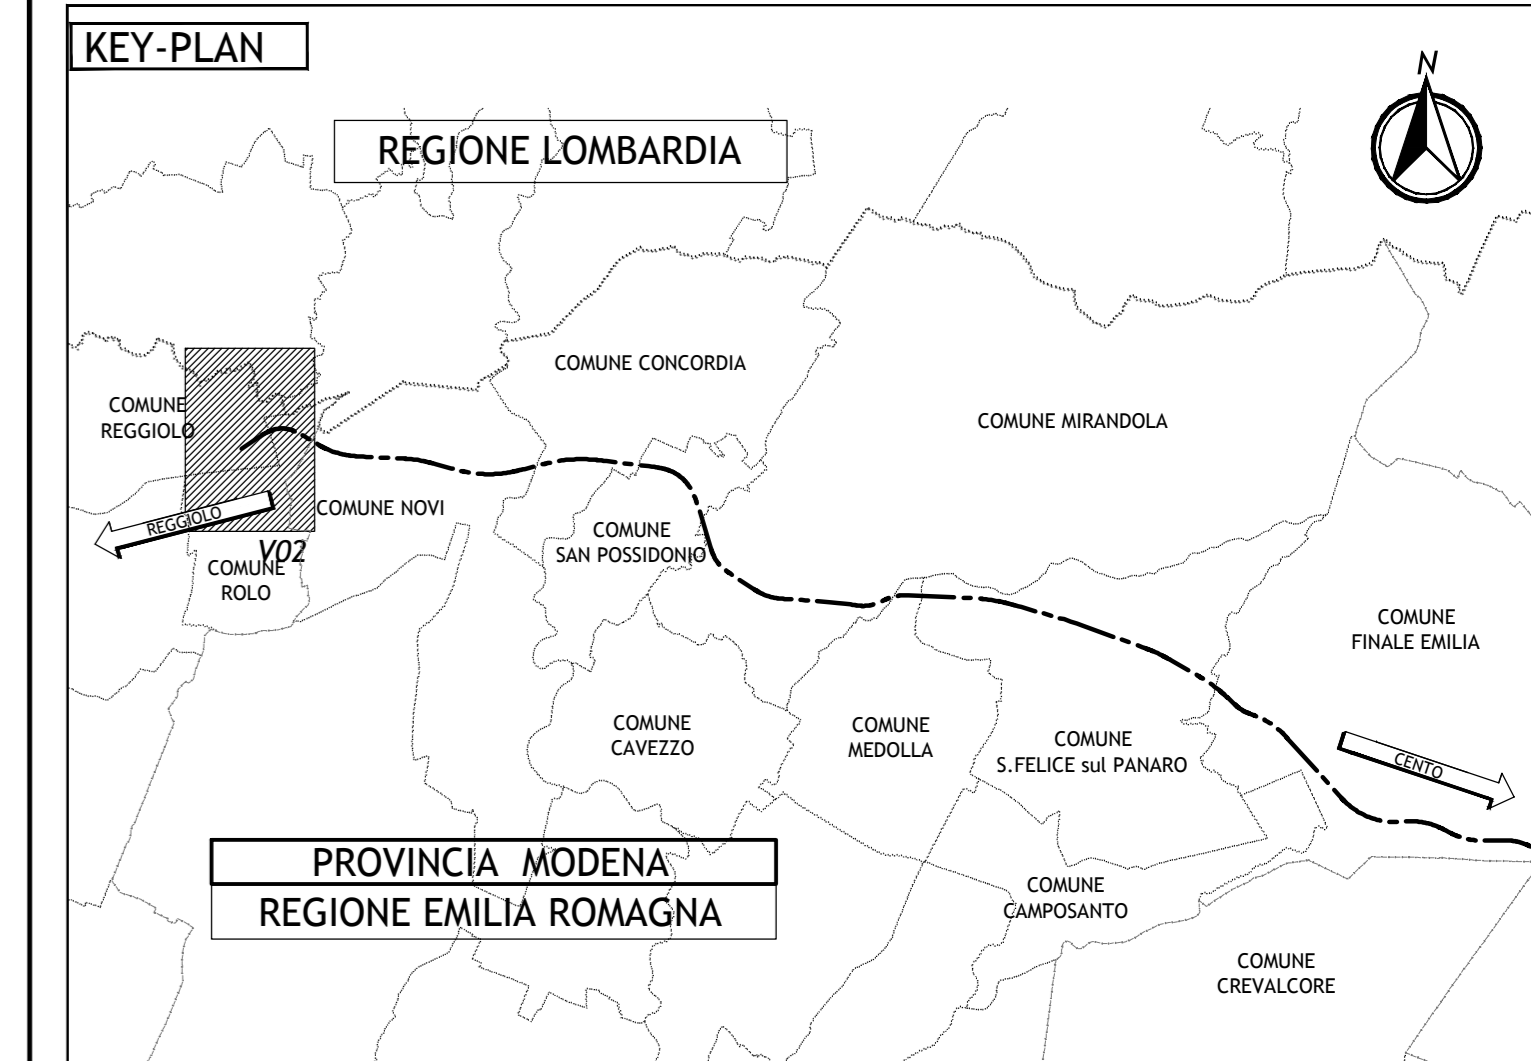 KEY-PLAN
N
REGIONE LOMBARDIA
COMUNE CONCORDIA
COMUNE
REGGIOLO
COMUNE MIRANDOLA
COMUNE NOVI
REGGIOLO
COMUNE
SAN POSSIDONIO
V02
COMUNE
ROLO
COMUNE
FINALE EMILIA
COMUNE
CAVEZZO
COMUNE
MEDOLLA
COMUNE
S.FELICE sul PANARO
CENTO
PROVINCIA MODENA
REGIONE EMILIA ROMAGNA
COMUNE
CAMPOSANTO
COMUNE
CREVALCORE